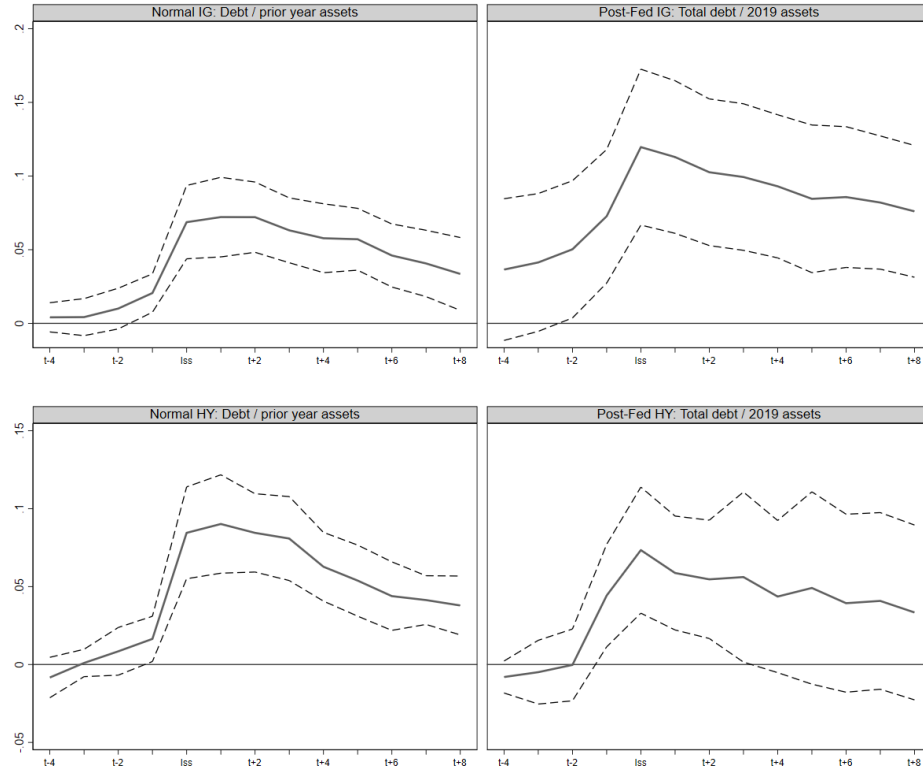 Normal IG: Debt / prior year assets
Post-Fed IG: Total debt / 2019 assets
.2
.15
.1
.05
0
t-4 t-2 Iss t+2 t+4 t+6 t+8
t-4 t-2 Iss t+2 t+4 t+6 t+8
Normal HY: Debt / prior year assets
Post-Fed HY: Total debt / 2019 assets
.15
.1
.05
0
-.05
t-4 t-2 Iss t+2 t+4 t+6 t+8
t-4 t-2 Iss t+2 t+4 t+6 t+8